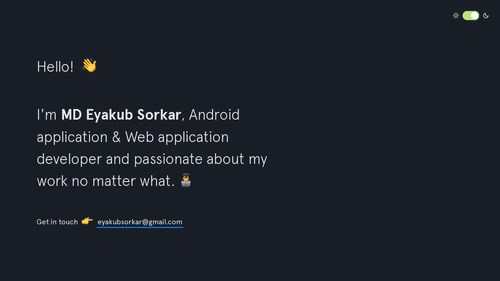 Hello! 👋
I'm MD Eyakub Sorkar, Android
application & Web application
developer and passionate about my
work no matter what. 👨‍💻
Get in touch 👉 eyakubsorkar@gmail.com